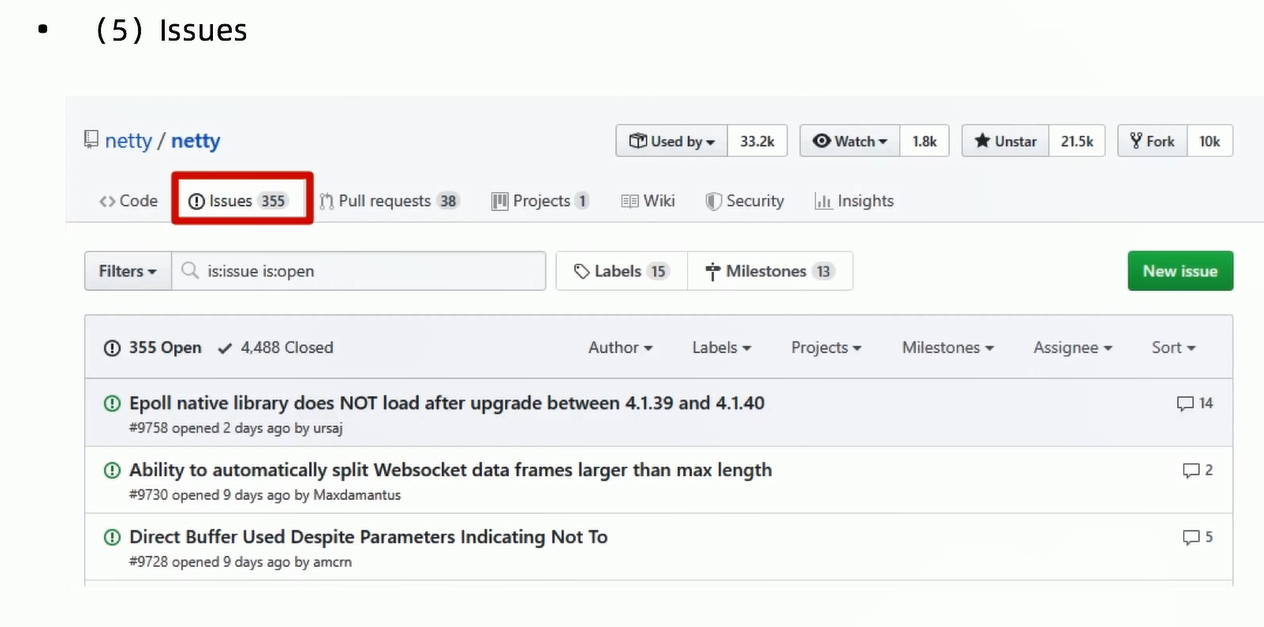 • （5）Issues
netty / netty
Used by 33.2k Watch 1.8k Unstar 21.5k Fork 10k
Code Issues 355 Pull requests 38 Projects 1 Wiki Security Insights
Filters is:issue is:open Labels 15 Milestones 13 New issue
355 Open 4,488 Closed Author Labels Projects Milestones Assignee Sort
Epoll native library does NOT load after upgrade between 4.1.39 and 4.1.40 14
#9758 opened 2 days ago by ursaj
Ability to automatically split Websocket data frames larger than max length 2
#9730 opened 9 days ago by Maxdamantus
Direct Buffer Used Despite Parameters Indicating Not To 5
#9728 opened 9 days ago by amcrn